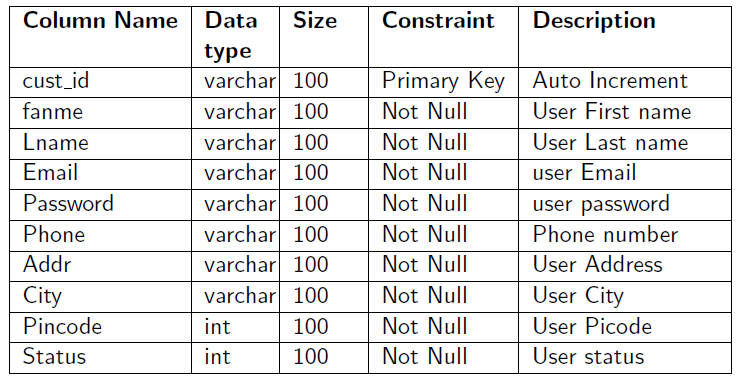 Column Name Data type Size Constraint Description
cust_id varchar 100 Primary Key Auto Increment
fanme varchar 100 Not Null User First name
Lname varchar 100 Not Null User Last name
Email varchar 100 Not Null user Email
Password varchar 100 Not Null user password
Phone varchar 100 Not Null Phone number
Addr varchar 100 Not Null User Address
City varchar 100 Not Null User City
Pincode int 100 Not Null User Picode
Status int 100 Not Null User status